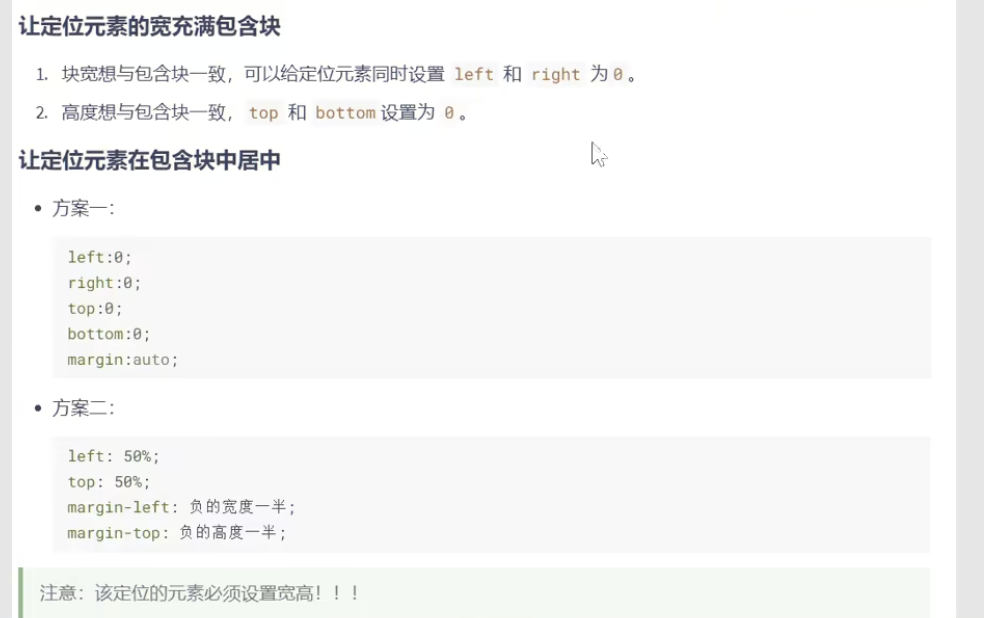 让定位元素的宽充满包含块
1. 块宽想与包含块一致，可以给定位元素同时设置 left 和 right 为 0 。
2. 高度想与包含块一致， top 和 bottom 设置为 0 。
让定位元素在包含块中居中
• 方案一：
left:0;
right:0;
top:0;
bottom:0;
margin:auto;
• 方案二：
left: 50%;
top: 50%;
margin-left: 负的宽度一半;
margin-top: 负的高度一半;
注意：该定位的元素必须设置宽高！！！